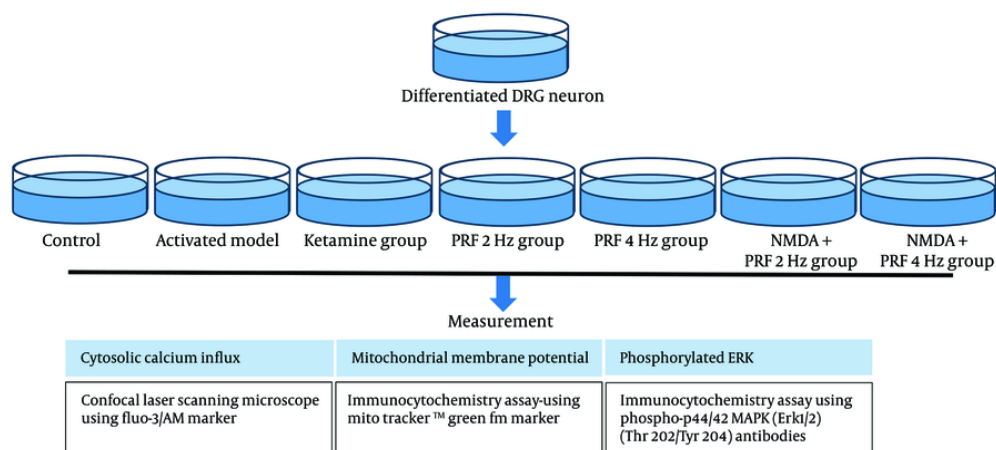 Differentiated DRG neuron
Control
Activated model
Ketamine group
PRF 2 Hz group
PRF 4 Hz group
NMDA +
PRF 2 Hz group
NMDA +
PRF 4 Hz group
Measurement
Cytosolic calcium influx
Mitochondrial membrane potential
Phosphorylated ERK
Confocal laser scanning microscope
using fluo-3/AM marker
Immunocytochemistry assay-using
mito tracker ™ green fm marker
Immunocytochemistry assay using
phospho-p44/42 MAPK (Erk1/2)
(Thr 202/Tyr 204) antibodies